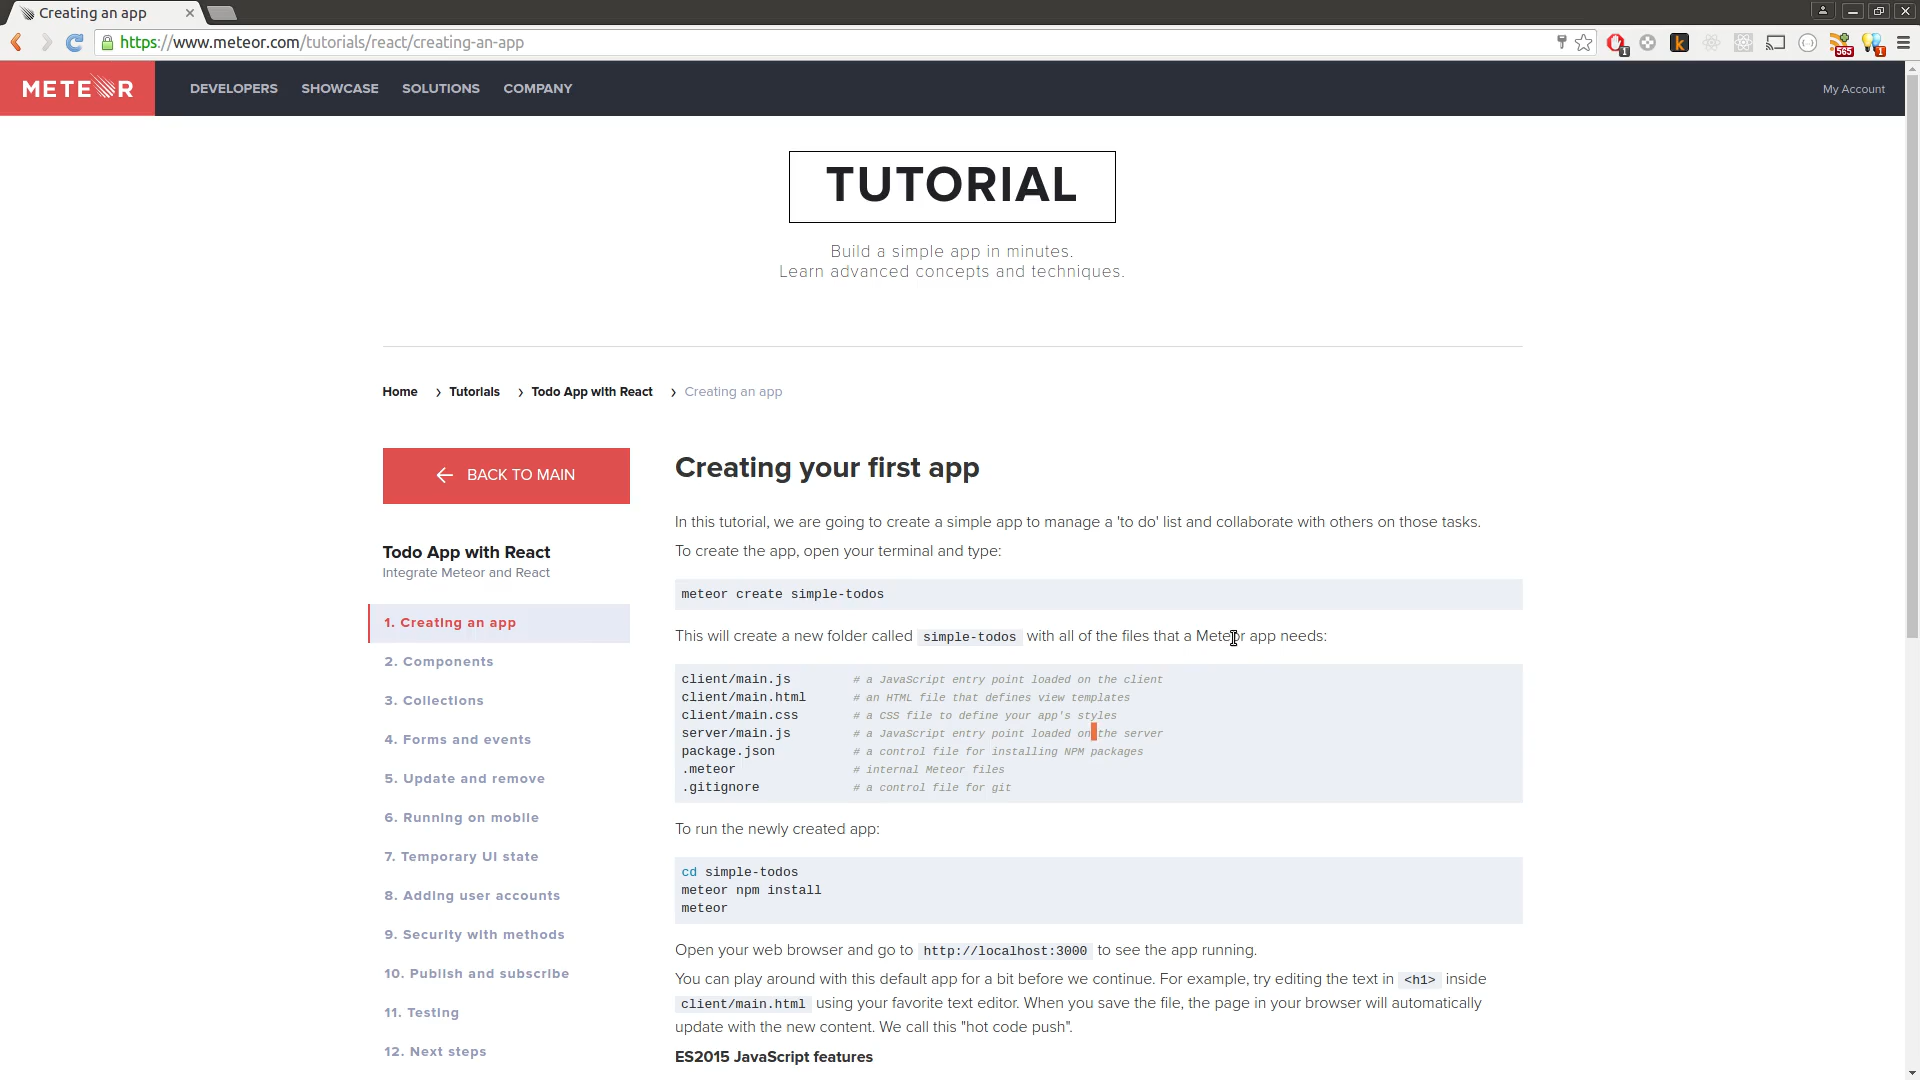 Creating an app
https://www.meteor.com/tutorials/react/creating-an-app
1
k
565
1
METEOR
DEVELOPERS
SHOWCASE
SOLUTIONS
COMPANY
My Account
TUTORIAL
Build a simple app in minutes.
Learn advanced concepts and techniques.
Home › Tutorials › Todo App with React › Creating an app
← BACK TO MAIN
Todo App with React
Integrate Meteor and React
1. Creating an app
2. Components
3. Collections
4. Forms and events
5. Update and remove
6. Running on mobile
7. Temporary UI state
8. Adding user accounts
9. Security with methods
10. Publish and subscribe
11. Testing
12. Next steps
Creating your first app
In this tutorial, we are going to create a simple app to manage a 'to do' list and collaborate with others on those tasks.
To create the app, open your terminal and type:
meteor create simple-todos
This will create a new folder called simple-todos with all of the files that a Meteor app needs:
client/main.js # a JavaScript entry point loaded on the client
client/main.html # an HTML file that defines view templates
client/main.css # a CSS file to define your app's styles
server/main.js # a JavaScript entry point loaded on the server
package.json # a control file for installing NPM packages
.meteor # internal Meteor files
.gitignore # a control file for git
To run the newly created app:
cd simple-todos
meteor npm install
meteor
Open your web browser and go to http://localhost:3000 to see the app running.
You can play around with this default app for a bit before we continue. For example, try editing the text in <h1> inside
client/main.html using your favorite text editor. When you save the file, the page in your browser will automatically
update with the new content. We call this "hot code push".
ES2015 JavaScript features